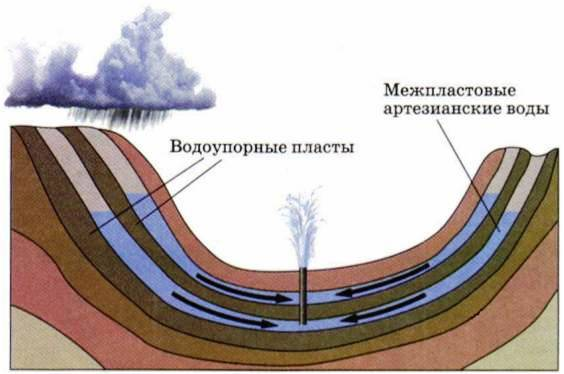 Межпластовые
артезианские воды
Водоупорные пласты